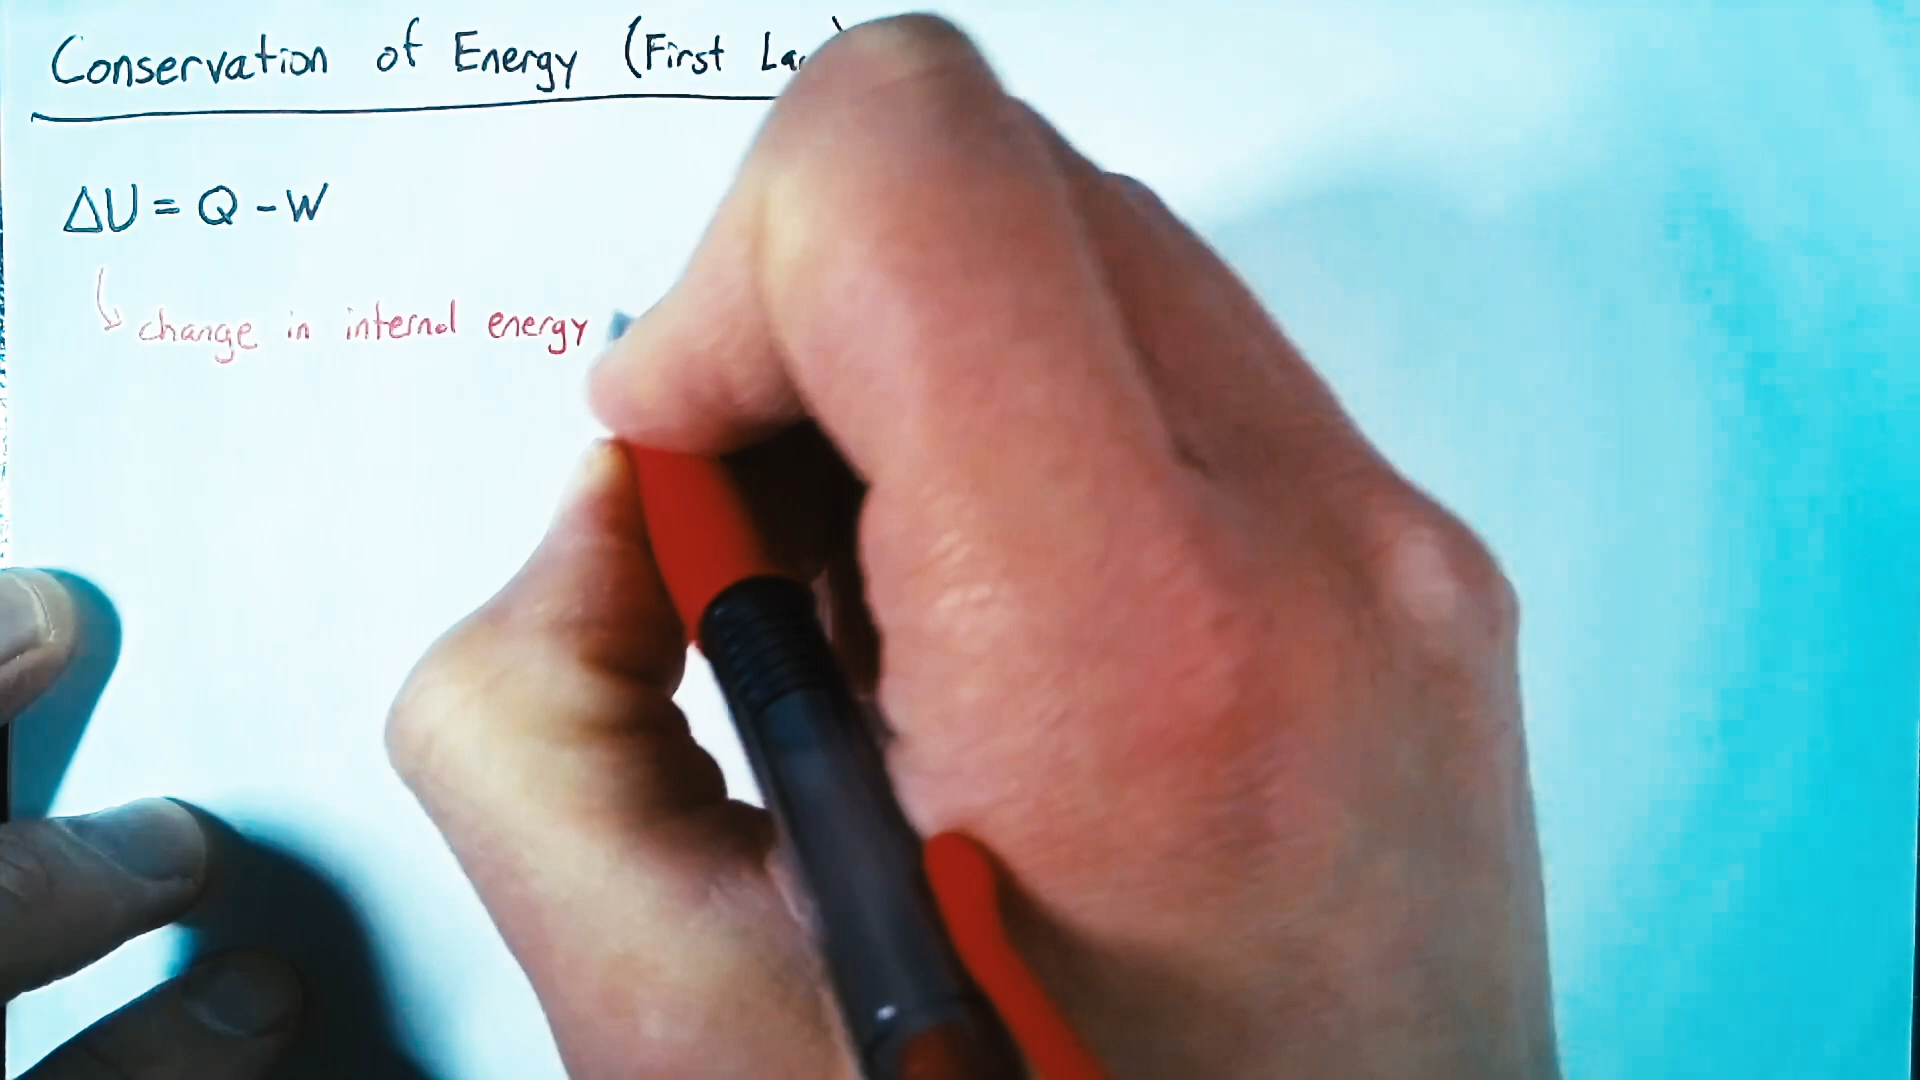 Conservation of Energy (First
ΔU = Q - W
↳ change in internal energy